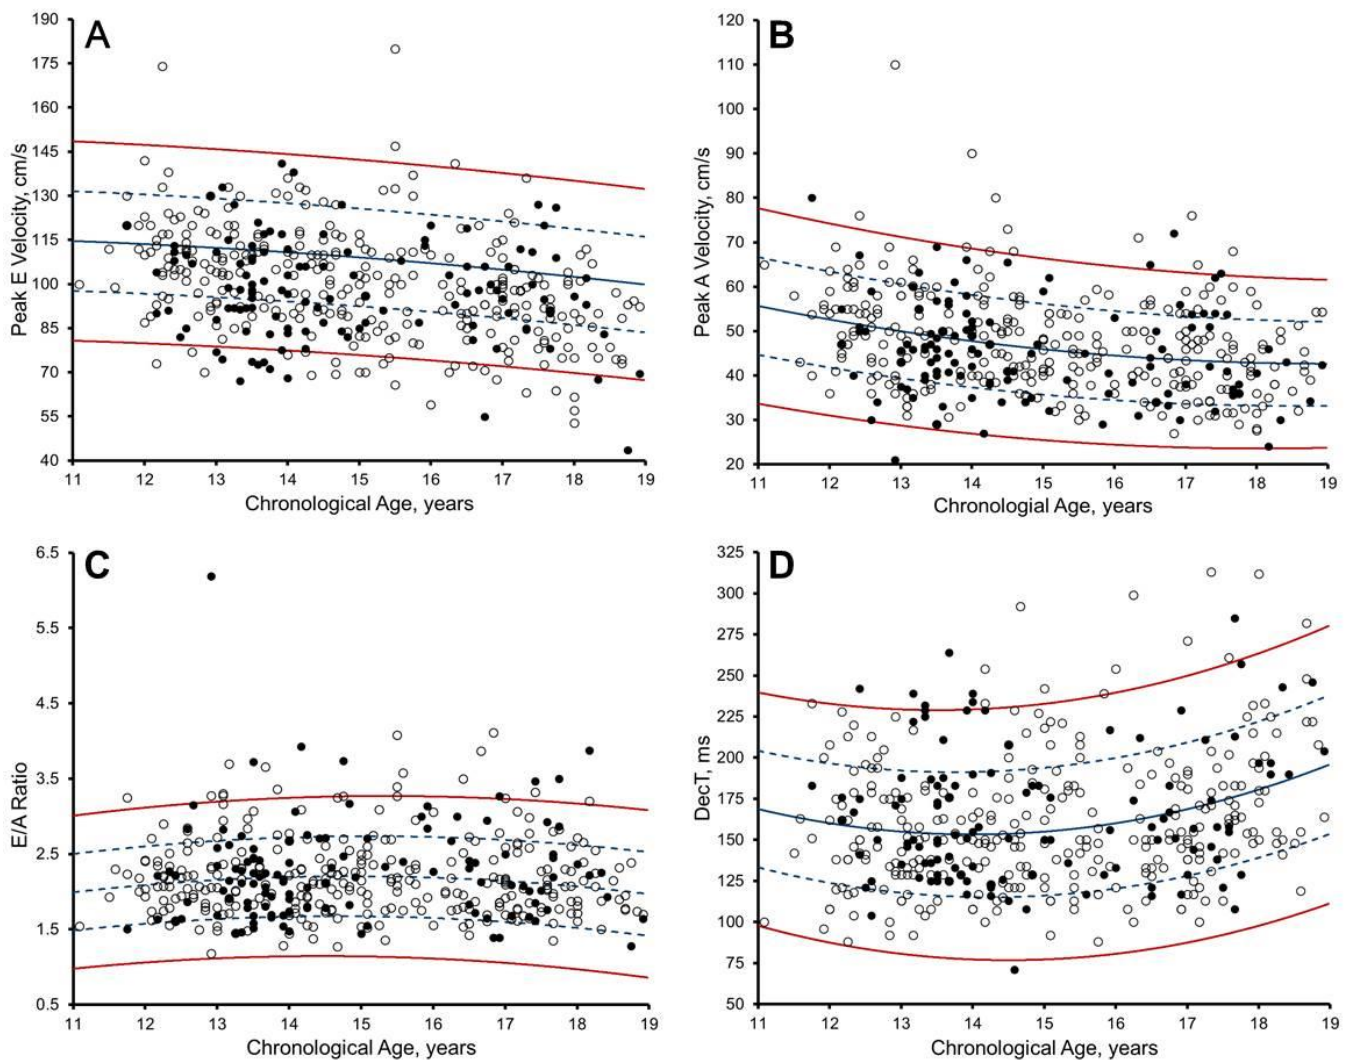 A
Peak E Velocity, cm/s
190
175
160
145
130
115
100
85
70
55
40
11 12 13 14 15 16 17 18 19
Chronological Age, years
B
Peak A Velocity, cm/s
120
110
100
90
80
70
60
50
40
30
20
11 12 13 14 15 16 17 18 19
Chronologial Age, years
C
E/A Ratio
6.5
5.5
4.5
3.5
2.5
1.5
0.5
11 12 13 14 15 16 17 18 19
Chronological Age, years
D
DecT, ms
325
300
275
250
225
200
175
150
125
100
75
50
11 12 13 14 15 16 17 18 19
Chronological Age, years